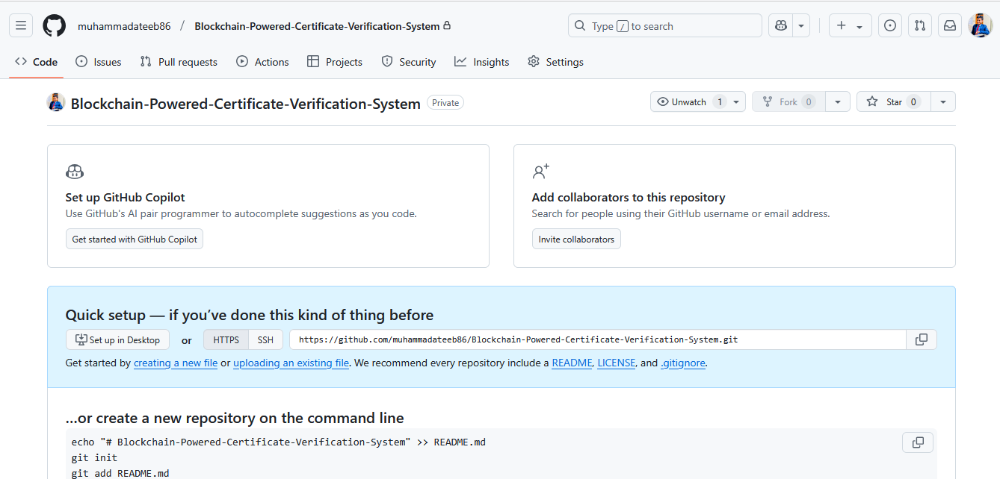 muhammadateeb86 / Blockchain-Powered-Certificate-Verification-System Type / to search
Code Issues Pull requests Actions Projects Security Insights Settings
Blockchain-Powered-Certificate-Verification-System Private Unwatch 1 Fork 0 Star 0
Set up GitHub Copilot
Use GitHub's AI pair programmer to autocomplete suggestions as you code.
Get started with GitHub Copilot
Add collaborators to this repository
Search for people using their GitHub username or email address.
Invite collaborators
Quick setup — if you’ve done this kind of thing before
Set up in Desktop or HTTPS SSH https://github.com/muhammadateeb86/Blockchain-Powered-Certificate-Verification-System.git
Get started by creating a new file or uploading an existing file. We recommend every repository include a README, LICENSE, and .gitignore.
…or create a new repository on the command line
echo "# Blockchain-Powered-Certificate-Verification-System" >> README.md
git init
git add README.md